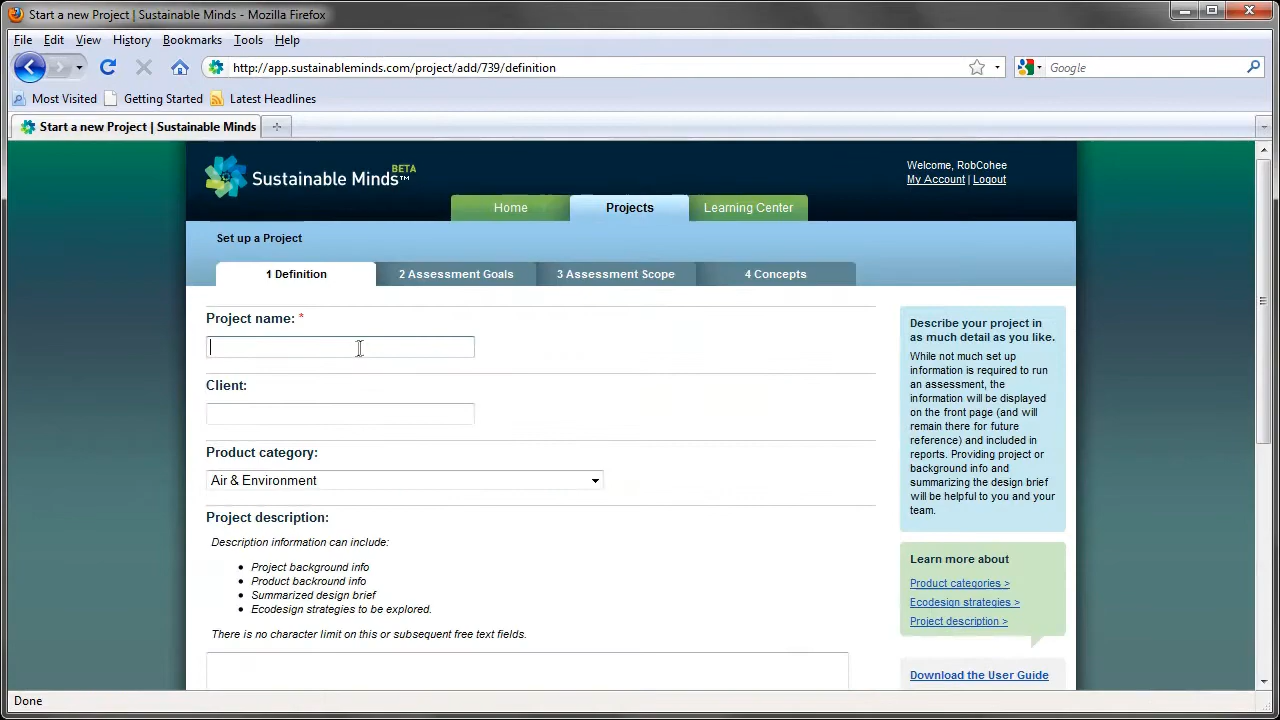 Start a new Project | Sustainable Minds - Mozilla Firefox
File Edit View History Bookmarks Tools Help
http://app.sustainableminds.com/project/add/739/definition
Google
Most Visited Getting Started Latest Headlines
Start a new Project | Sustainable Minds
Sustainable Minds™ BETA
Welcome, RobCohee
My Account | Logout
Home Projects Learning Center
Set up a Project
1 Definition 2 Assessment Goals 3 Assessment Scope 4 Concepts
Project name: *
Client:
Product category:
Air & Environment
Project description:
Description information can include:
• Project background info
• Product backround info
• Summarized design brief
• Ecodesign strategies to be explored.
There is no character limit on this or subsequent free text fields.
Describe your project in
as much detail as you like.
While not much set up
information is required to run
an assessment, the
information will be displayed
on the front page (and will
remain there for future
reference) and included in
reports. Providing project or
background info and
summarizing the design brief
will be helpful to you and your
team.
Learn more about
Product categories >
Ecodesign strategies >
Project description >
Download the User Guide
Done